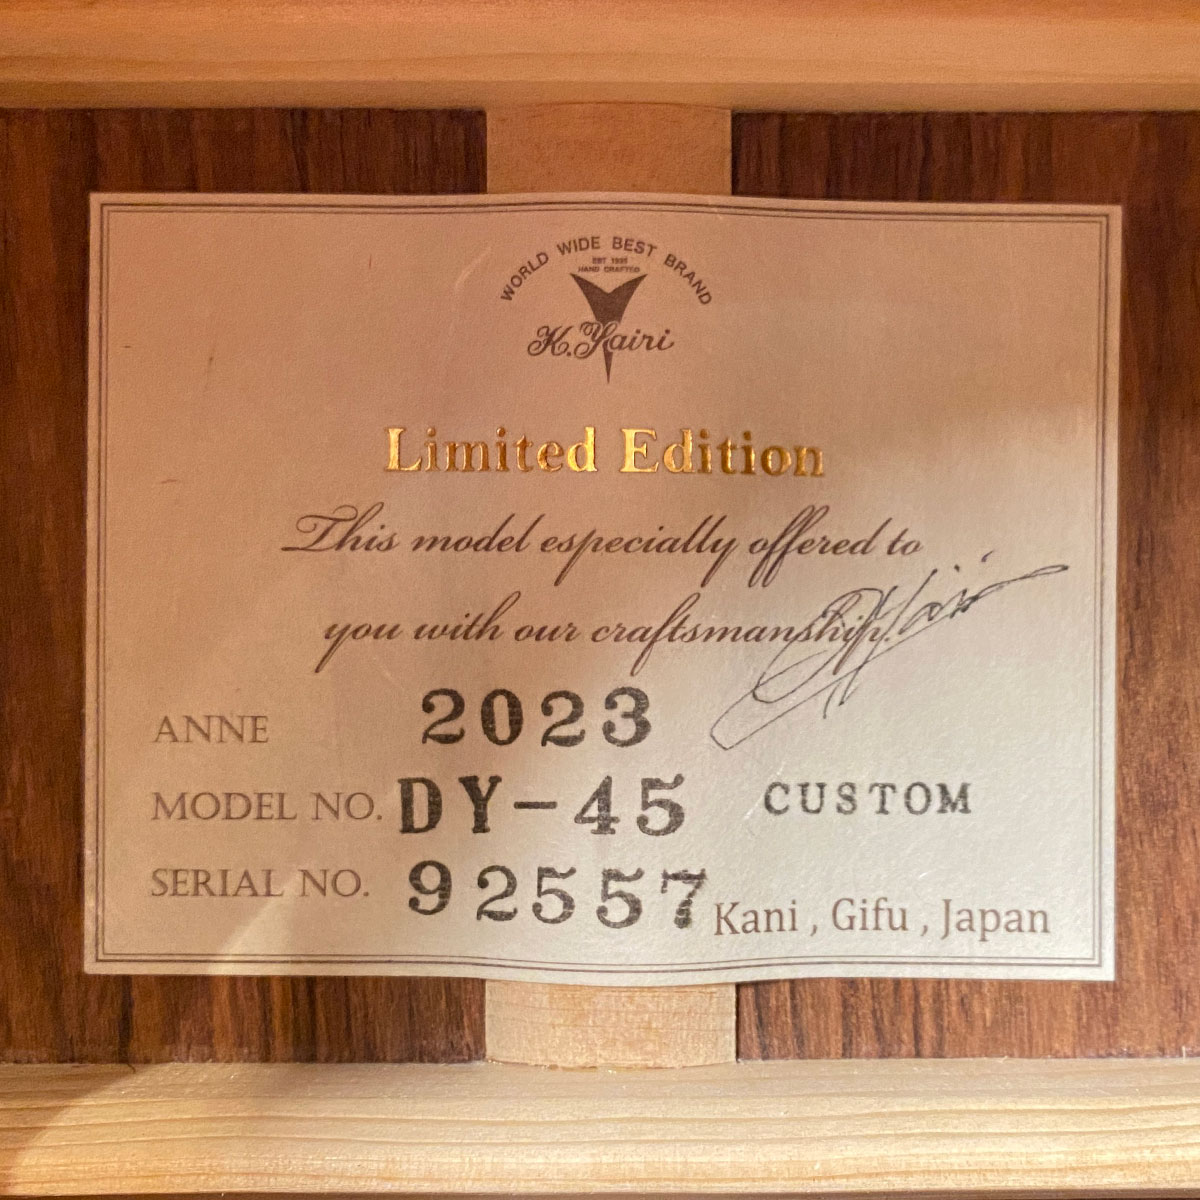 WORLD WIDE BEST BRAND
EST 1935
HAND CRAFTED
K.Yairi
Limited Edition
This model especially offered to
you with our craftsmanship.
ANNE 2023
MODEL NO. DY-45 CUSTOM
SERIAL NO. 92557
Kani , Gifu , Japan